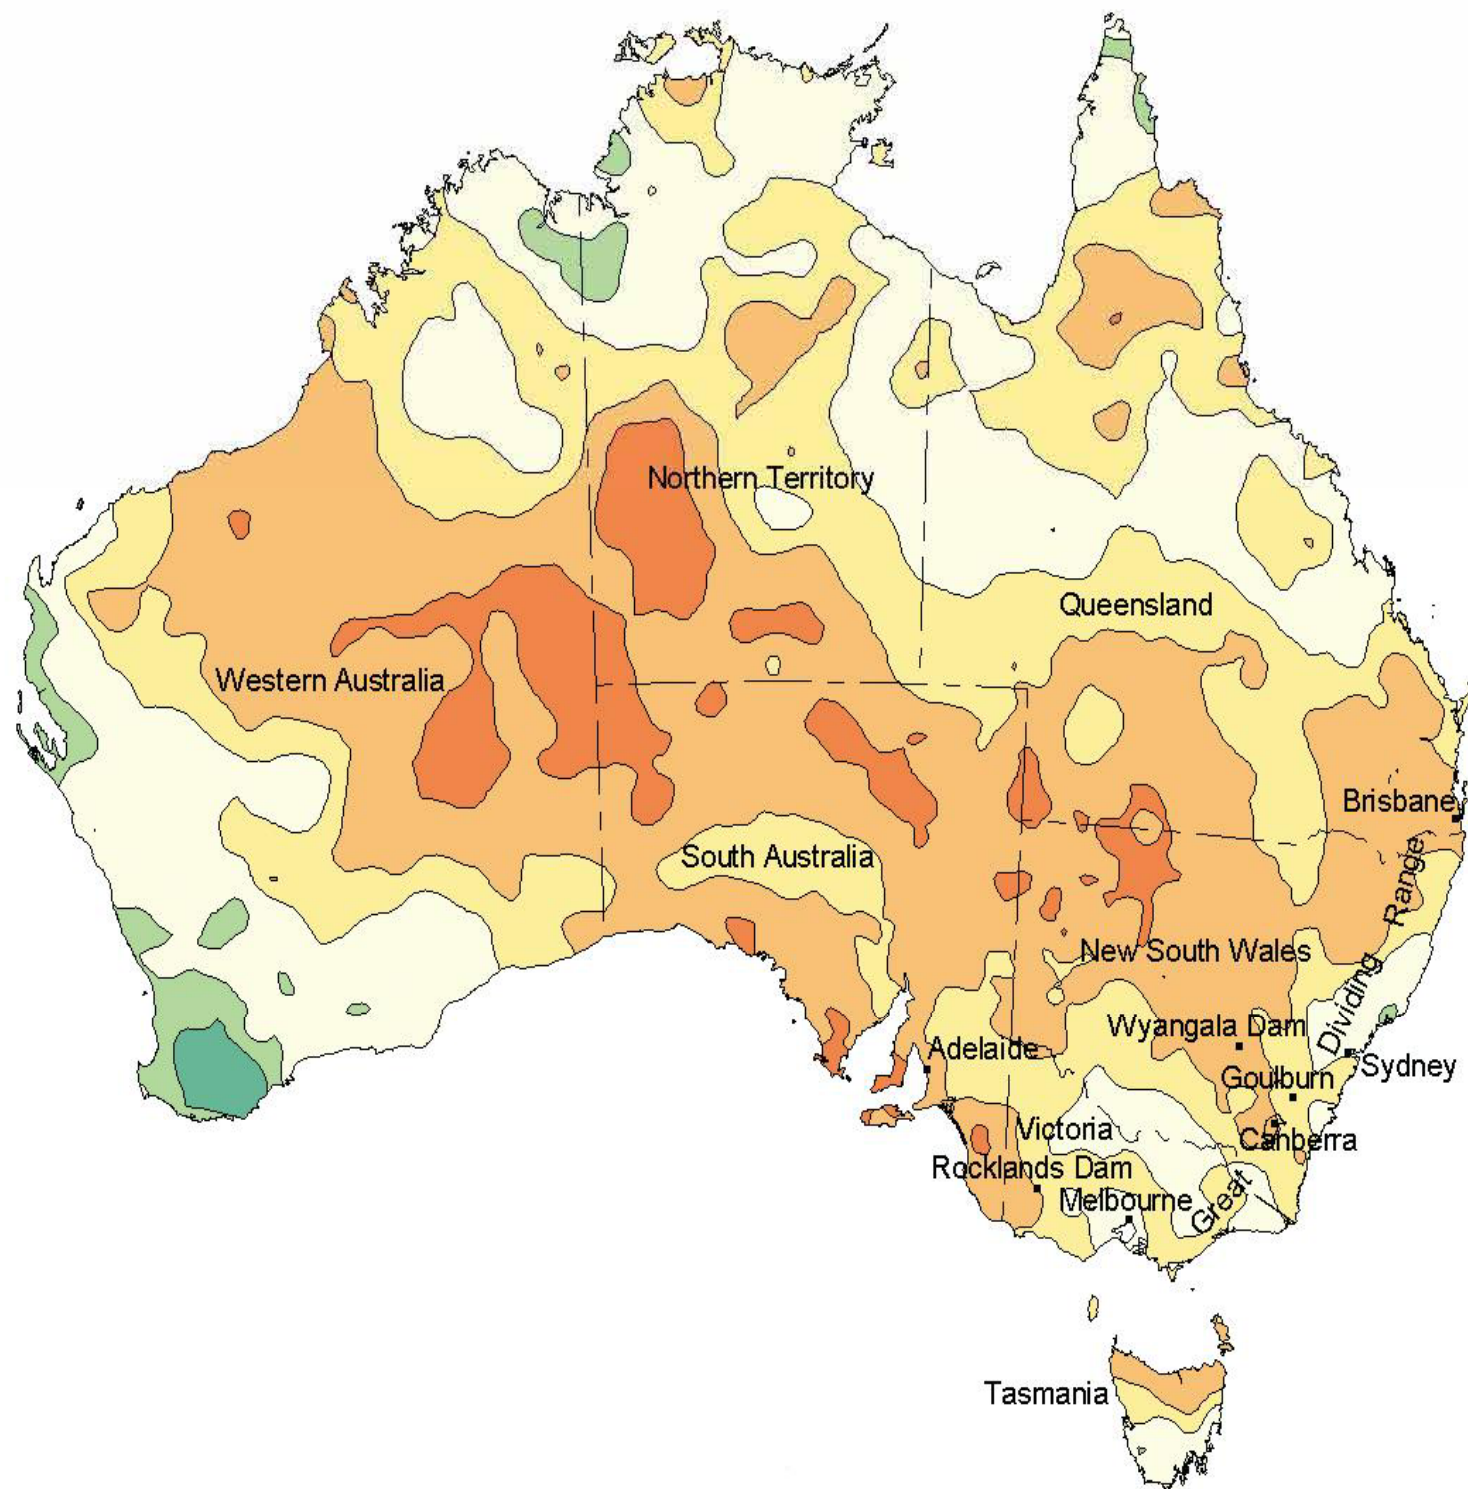 Northern Territory
Queensland
Western Australia
Brisbane
South Australia
Great Dividing Range
New South Wales
Wyangala Dam
Adelaide
Sydney
Goulburn
Victoria
Canberra
Rocklands Dam
Melbourne
Tasmania